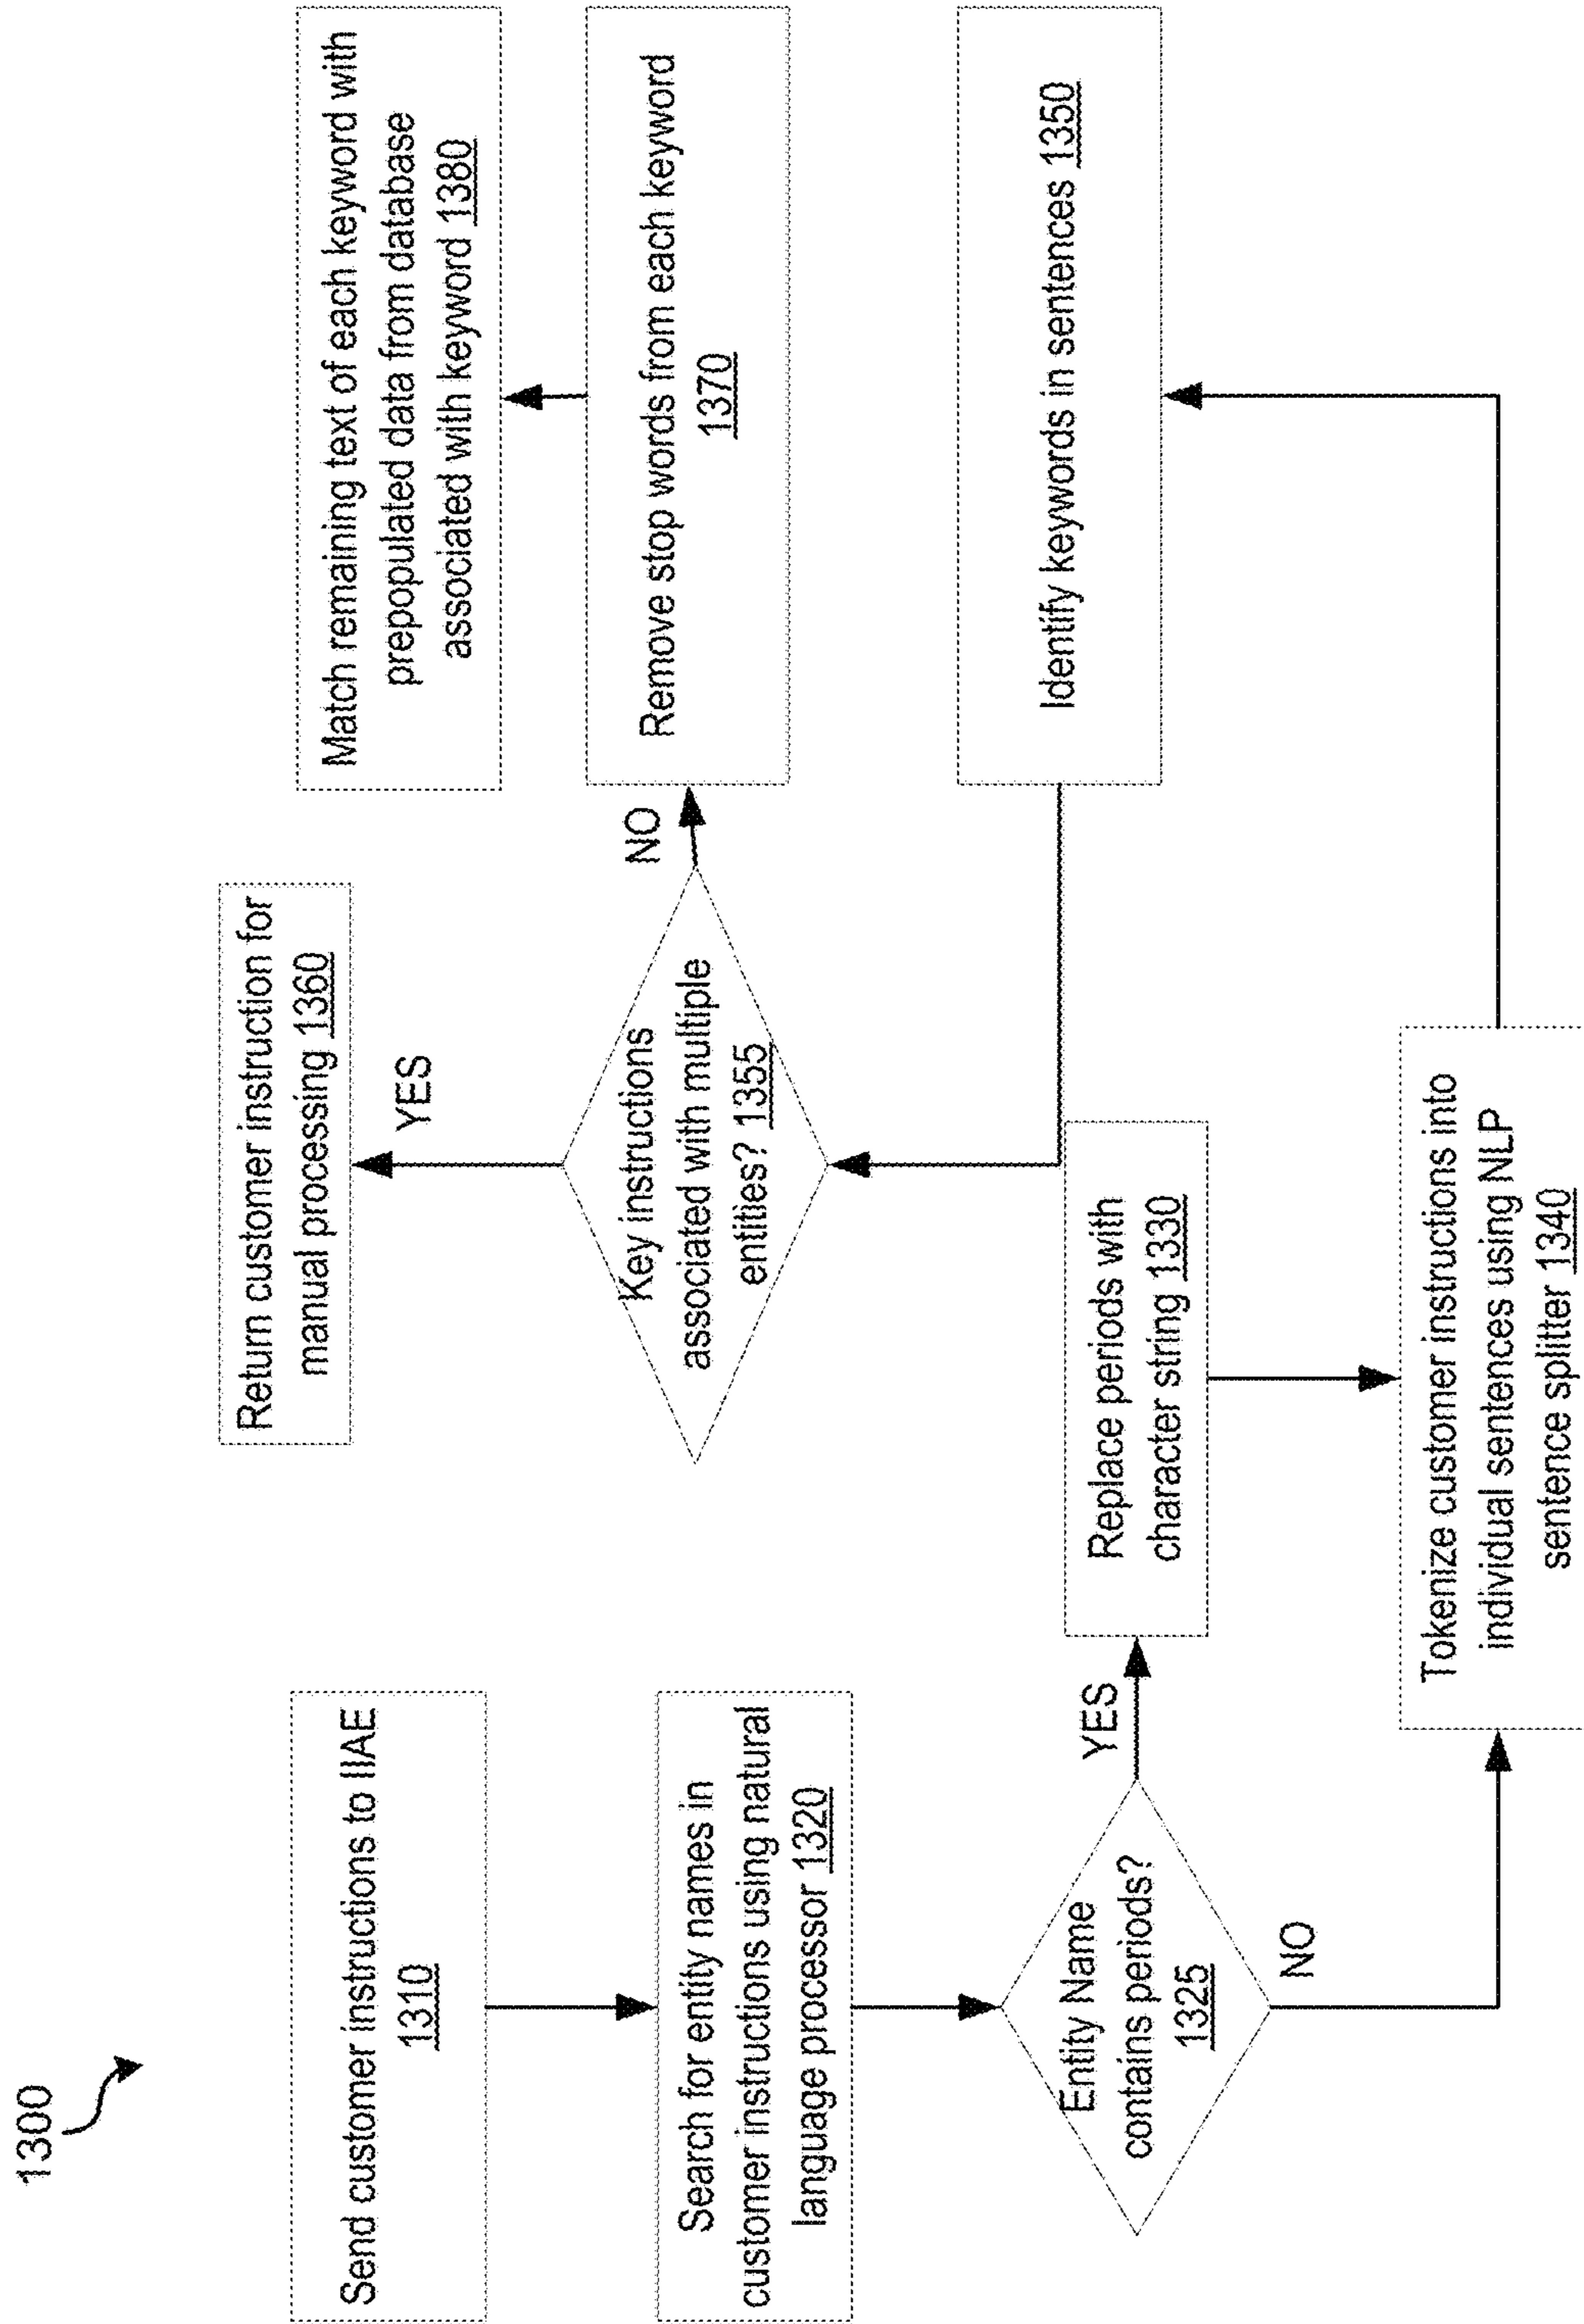 1300
Send customer instructions to IIAE
1310
Search for entity names in
customer instructions using natural
language processor 1320
Entity Name
contains periods?
1325
YES
NO
Replace periods with
character string 1330
Tokenize customer instructions into
individual sentences using NLP
sentence splitter 1340
Identify keywords in sentences 1350
Key instructions
associated with multiple
entities? 1355
YES
NO
Return customer instruction for
manual processing 1360
Remove stop words from each keyword
1370
Match remaining text of each keyword with
prepopulated data from database
associated with keyword 1380